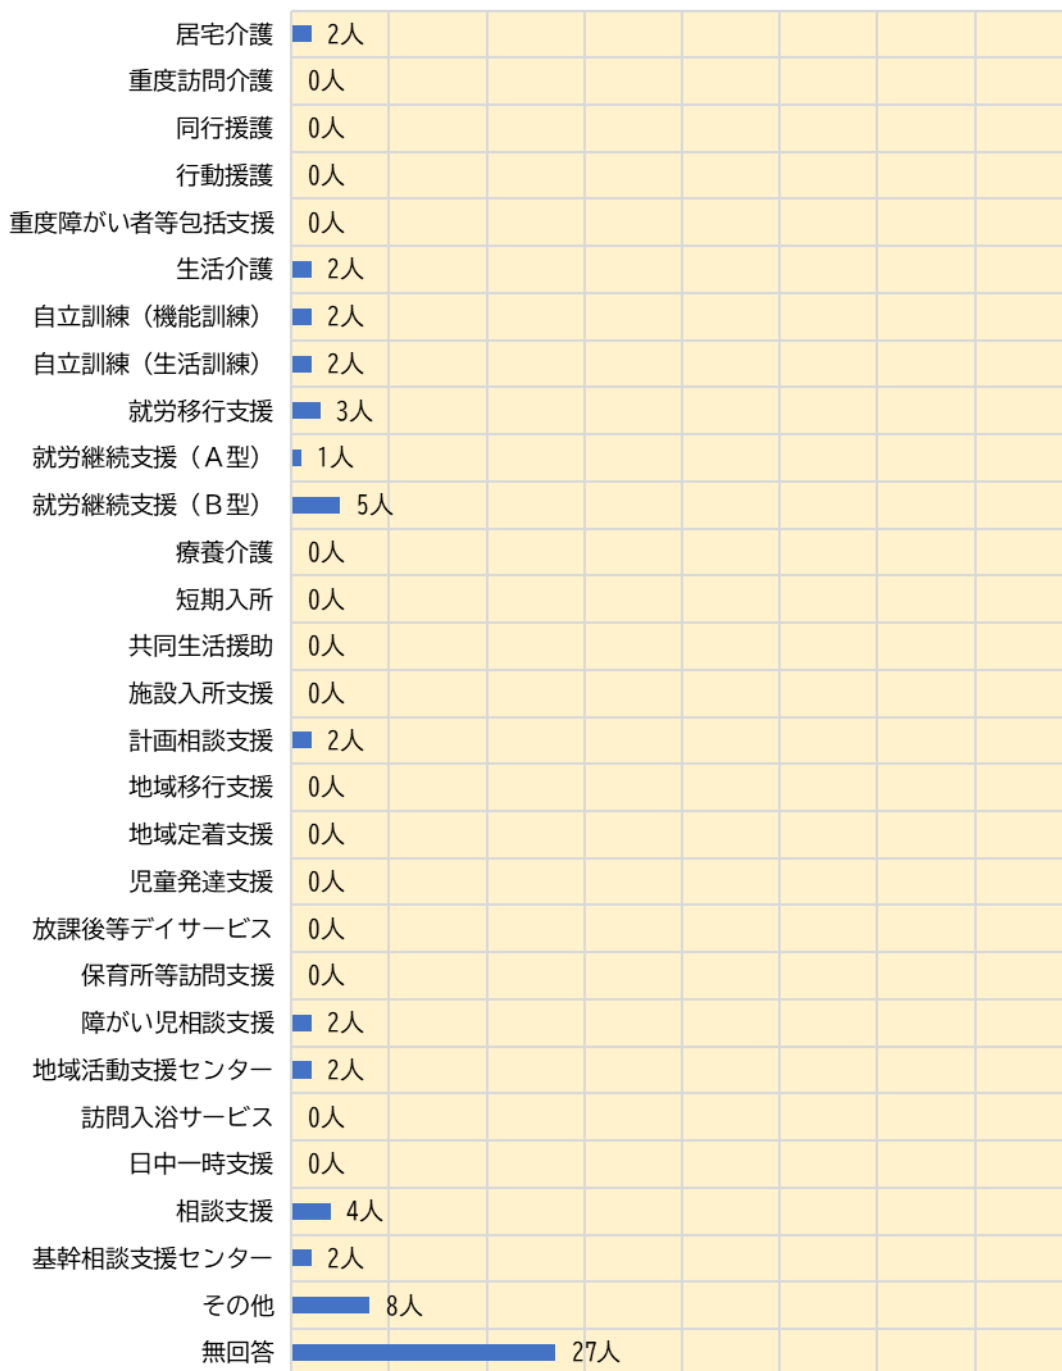 居宅介護 2人
重度訪問介護 0人
同行援護 0人
行動援護 0人
重度障がい者等包括支援 0人
生活介護 2人
自立訓練（機能訓練） 2人
自立訓練（生活訓練） 2人
就労移行支援 3人
就労継続支援（Ａ型） 1人
就労継続支援（Ｂ型） 5人
療養介護 0人
短期入所 0人
共同生活援助 0人
施設入所支援 0人
計画相談支援 2人
地域移行支援 0人
地域定着支援 0人
児童発達支援 0人
放課後等デイサービス 0人
保育所等訪問支援 0人
障がい児相談支援 2人
地域活動支援センター 2人
訪問入浴サービス 0人
日中一時支援 0人
相談支援 4人
基幹相談支援センター 2人
その他 8人
無回答 27人